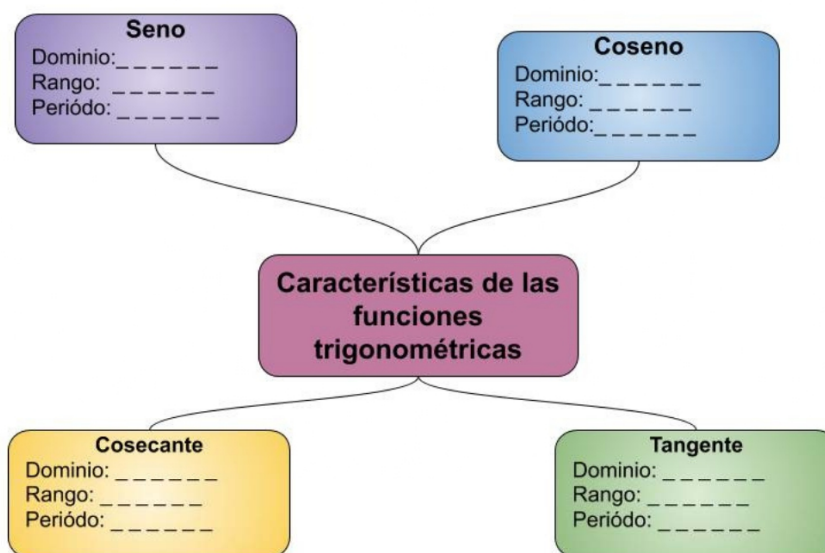 Seno
Dominio:_ _ _ _ _ _
Rango: _ _ _ _ _ _
Periódo: _ _ _ _ _ _
Coseno
Dominio:_ _ _ _ _ _
Rango: _ _ _ _ _ _
Periódo:_ _ _ _ _ _
Características de las
funciones
trigonométricas
Cosecante
Dominio: _ _ _ _ _ _
Rango: _ _ _ _ _ _
Periódo: _ _ _ _ _ _
Tangente
Dominio: _ _ _ _ _ _
Rango: _ _ _ _ _ _
Periódo: _ _ _ _ _ _